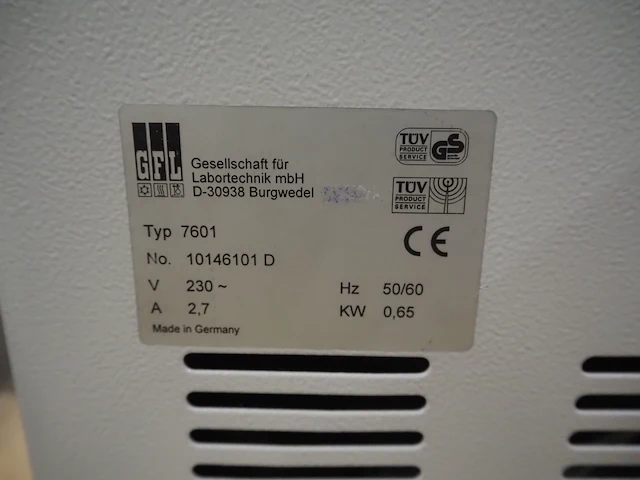 GFL
Gesellschaft für
Labortechnik mbH
D-30938 Burgwedel
TÜV
PRODUCT
SERVICE
GS
TÜV
PRODUCT
SERVICE
CE
Typ 7601
No. 10146101 D
V 230 ~ Hz 50/60
A 2,7 KW 0,65
Made in Germany